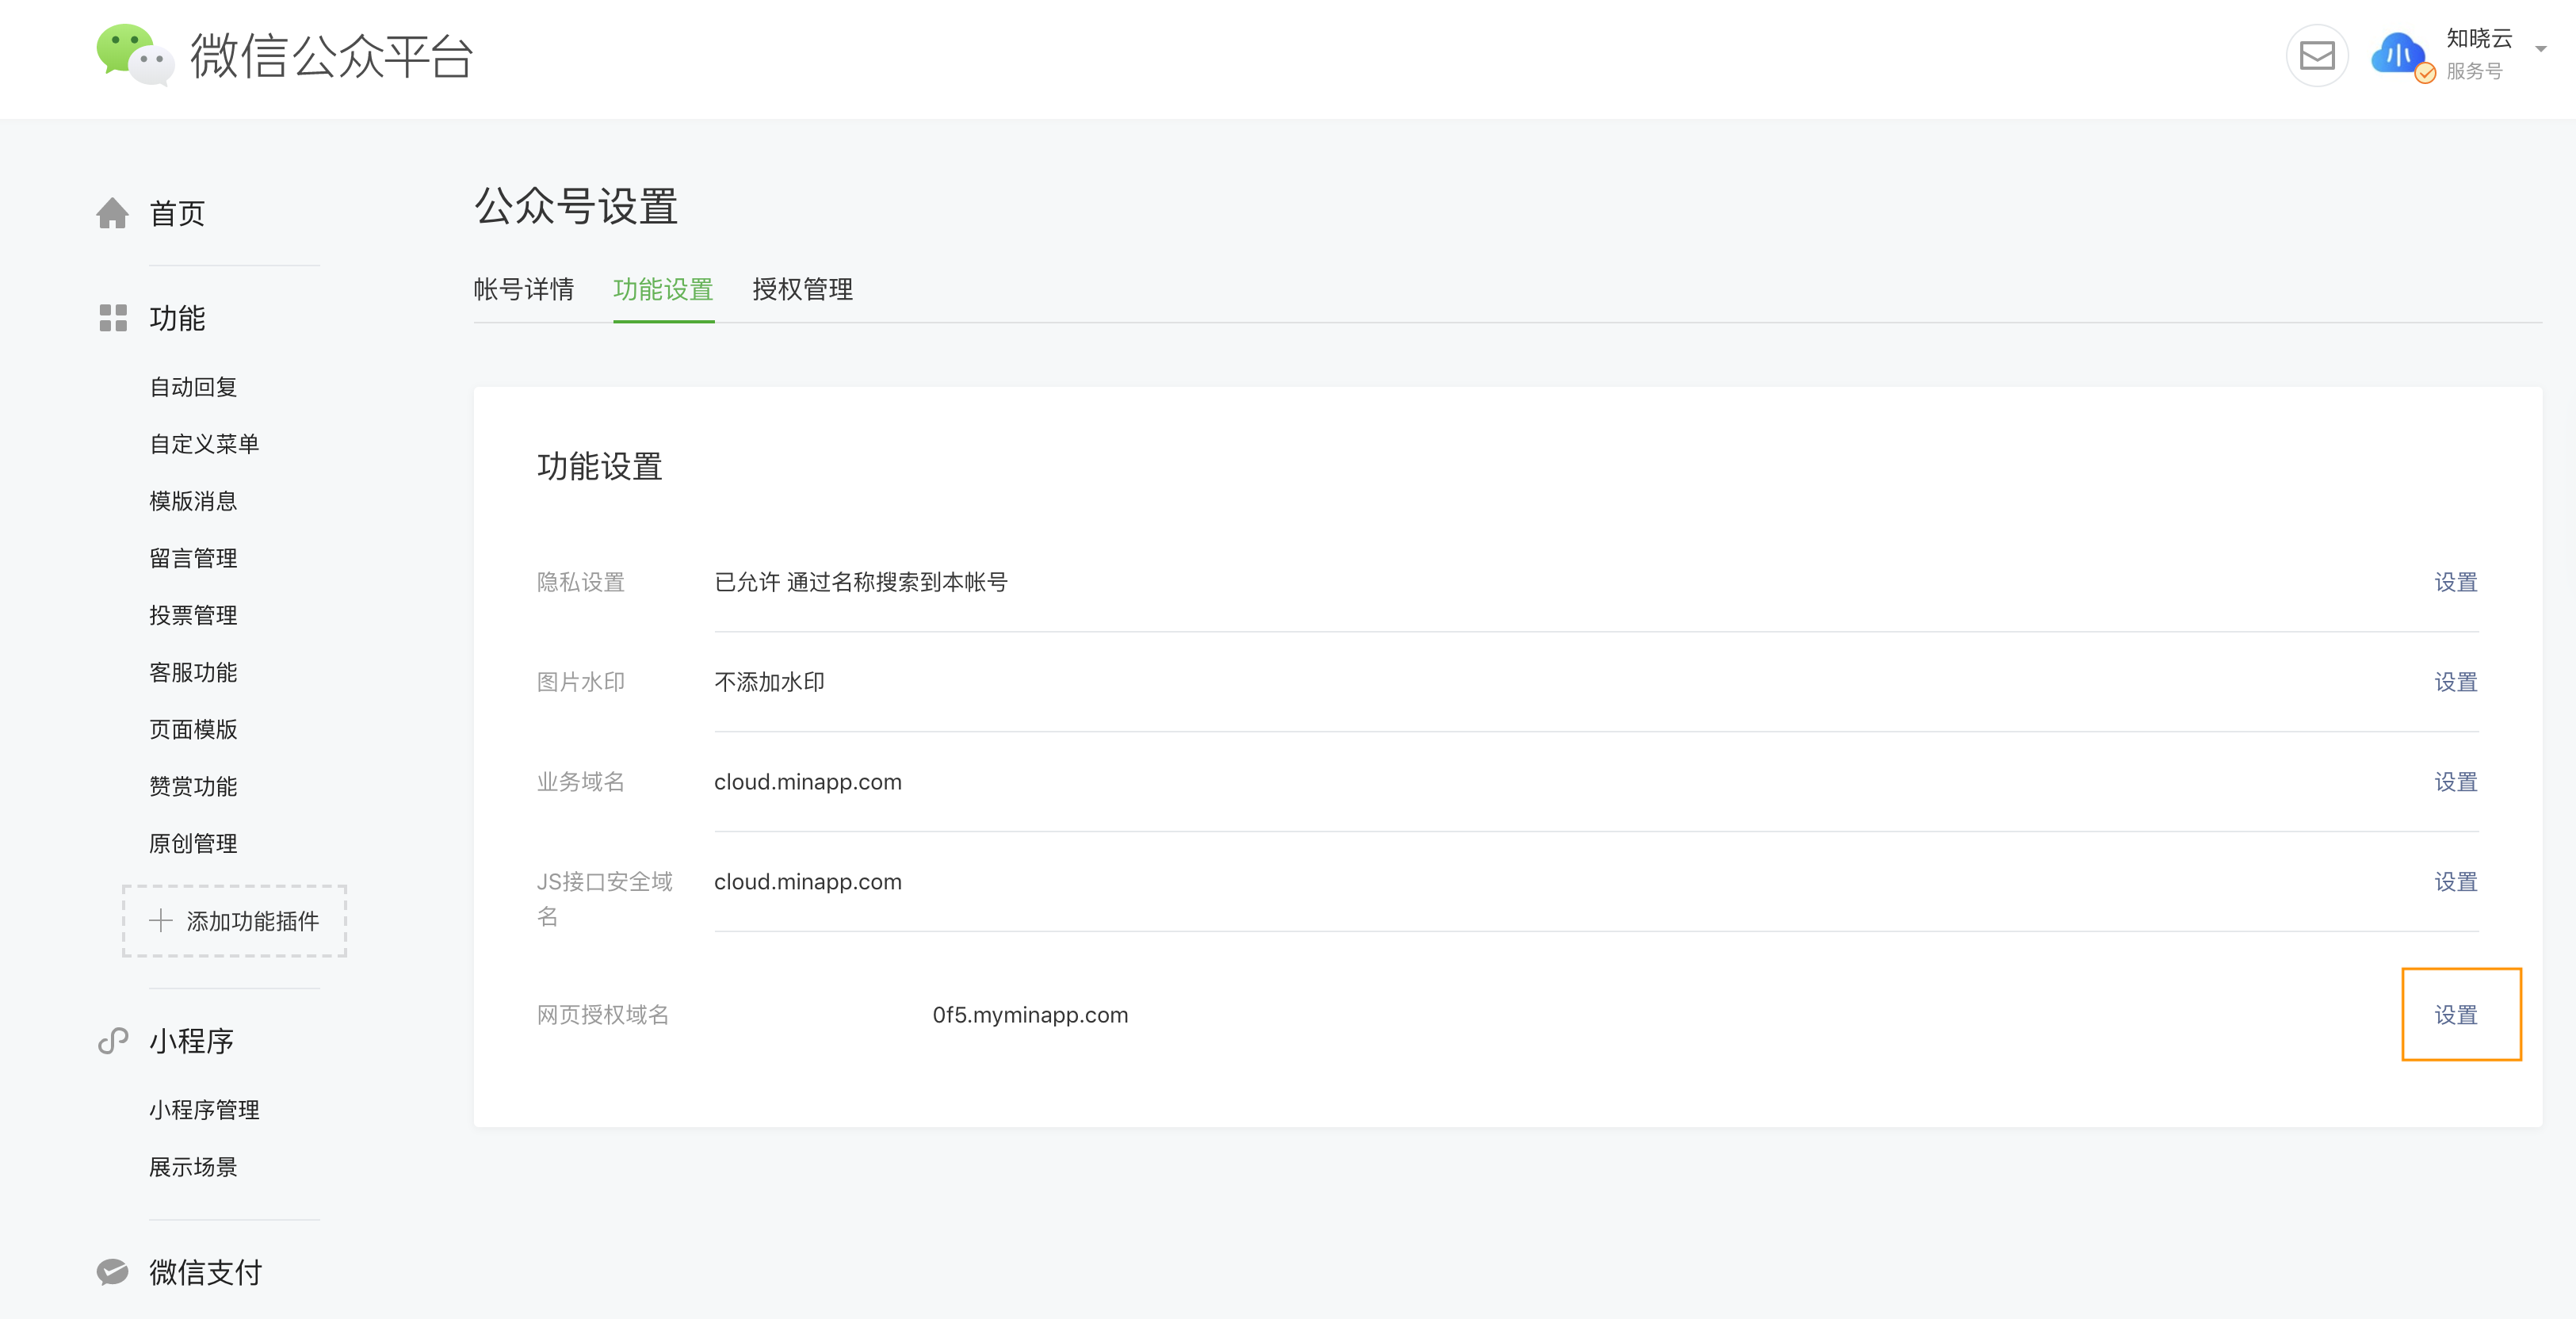 微信公众平台
知晓云
服务号
首页
功能
自动回复
自定义菜单
模版消息
留言管理
投票管理
客服功能
页面模版
赞赏功能
原创管理
添加功能插件
小程序
小程序管理
展示场景
微信支付
公众号设置
帐号详情 功能设置 授权管理
功能设置
隐私设置 已允许 通过名称搜索到本帐号 设置
图片水印 不添加水印 设置
业务域名 cloud.minapp.com 设置
JS接口安全域 cloud.minapp.com 设置
名
网页授权域名 0f5.myminapp.com 设置